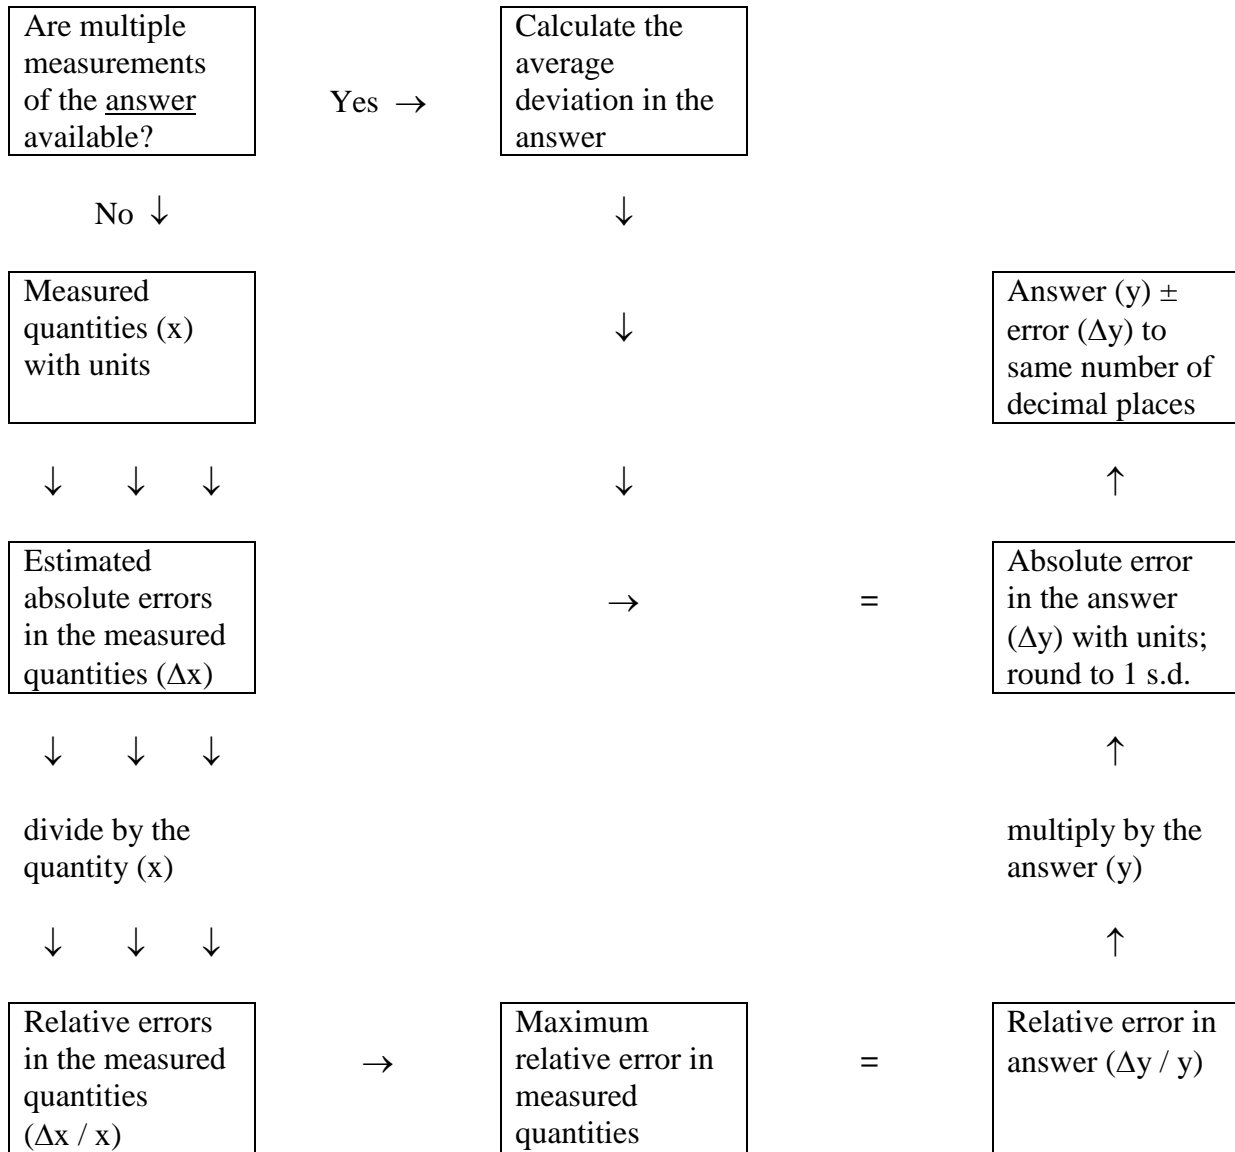 Are multiple
measurements
of the answer
available?
Yes →
Calculate the
average
deviation in the
answer
No ↓
↓
Measured
quantities (x)
with units
↓
Answer (y) ±
error (Δy) to
same number of
decimal places
↓ ↓ ↓
↓
↑
Estimated
absolute errors
in the measured
quantities (Δx)
→
=
Absolute error
in the answer
(Δy) with units;
round to 1 s.d.
↓ ↓ ↓
↑
divide by the
quantity (x)
multiply by the
answer (y)
↓ ↓ ↓
↑
Relative errors
in the measured
quantities
(Δx / x)
→
Maximum
relative error in
measured
quantities
=
Relative error in
answer (Δy / y)